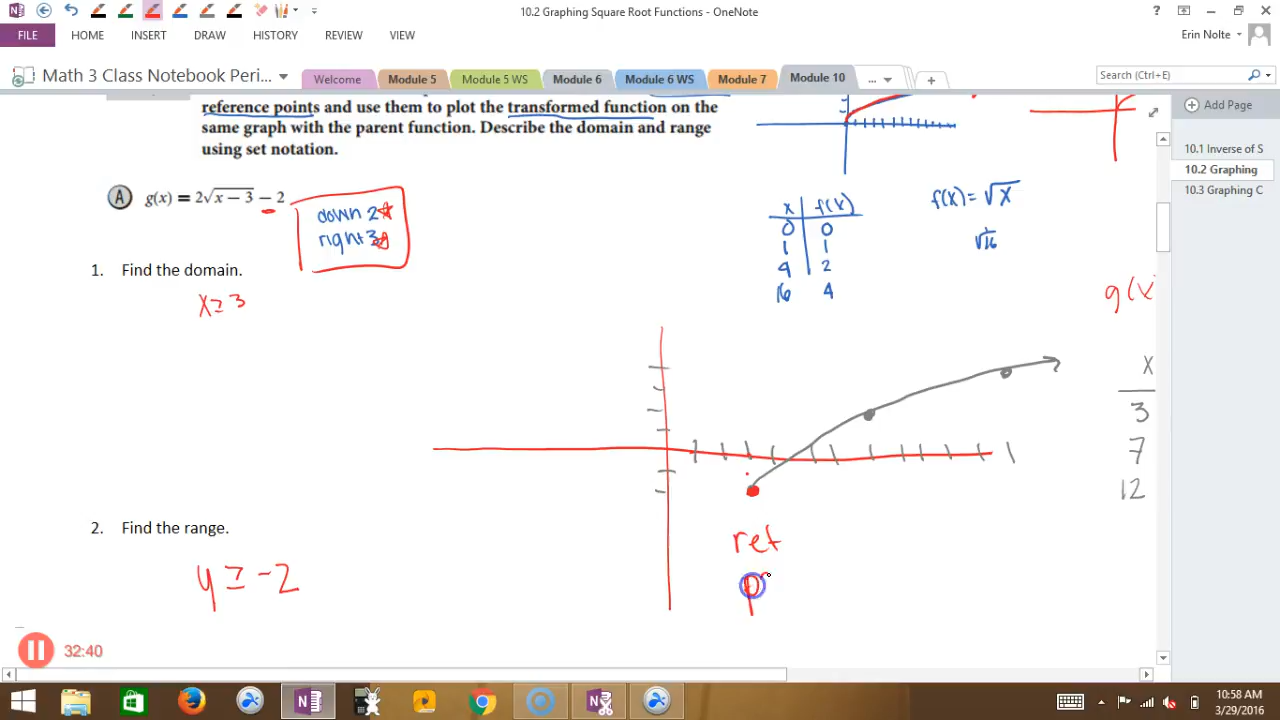 10.2 Graphing Square Root Functions - OneNote
FILE HOME INSERT DRAW HISTORY REVIEW VIEW
Erin Nolte
Math 3 Class Notebook Peri...
Welcome Module 5 Module 5 WS Module 6 Module 6 WS Module 7 Module 10 ...
Search (Ctrl+E)
Add Page
10.1 Inverse of S
10.2 Graphing
10.3 Graphing C
reference points and use them to plot the transformed function on the
same graph with the parent function. Describe the domain and range
using set notation.
A g(x) = 2√x − 3 − 2
down 2
right 3
x f(x)
0 0
1 1
4 2
16 4
f(x) = √x
√16
1. Find the domain.
x ≥ 3
g(x)
x
3
7
12
2. Find the range.
y ≥ -2
ref
p
32:40
10:58 AM
3/29/2016